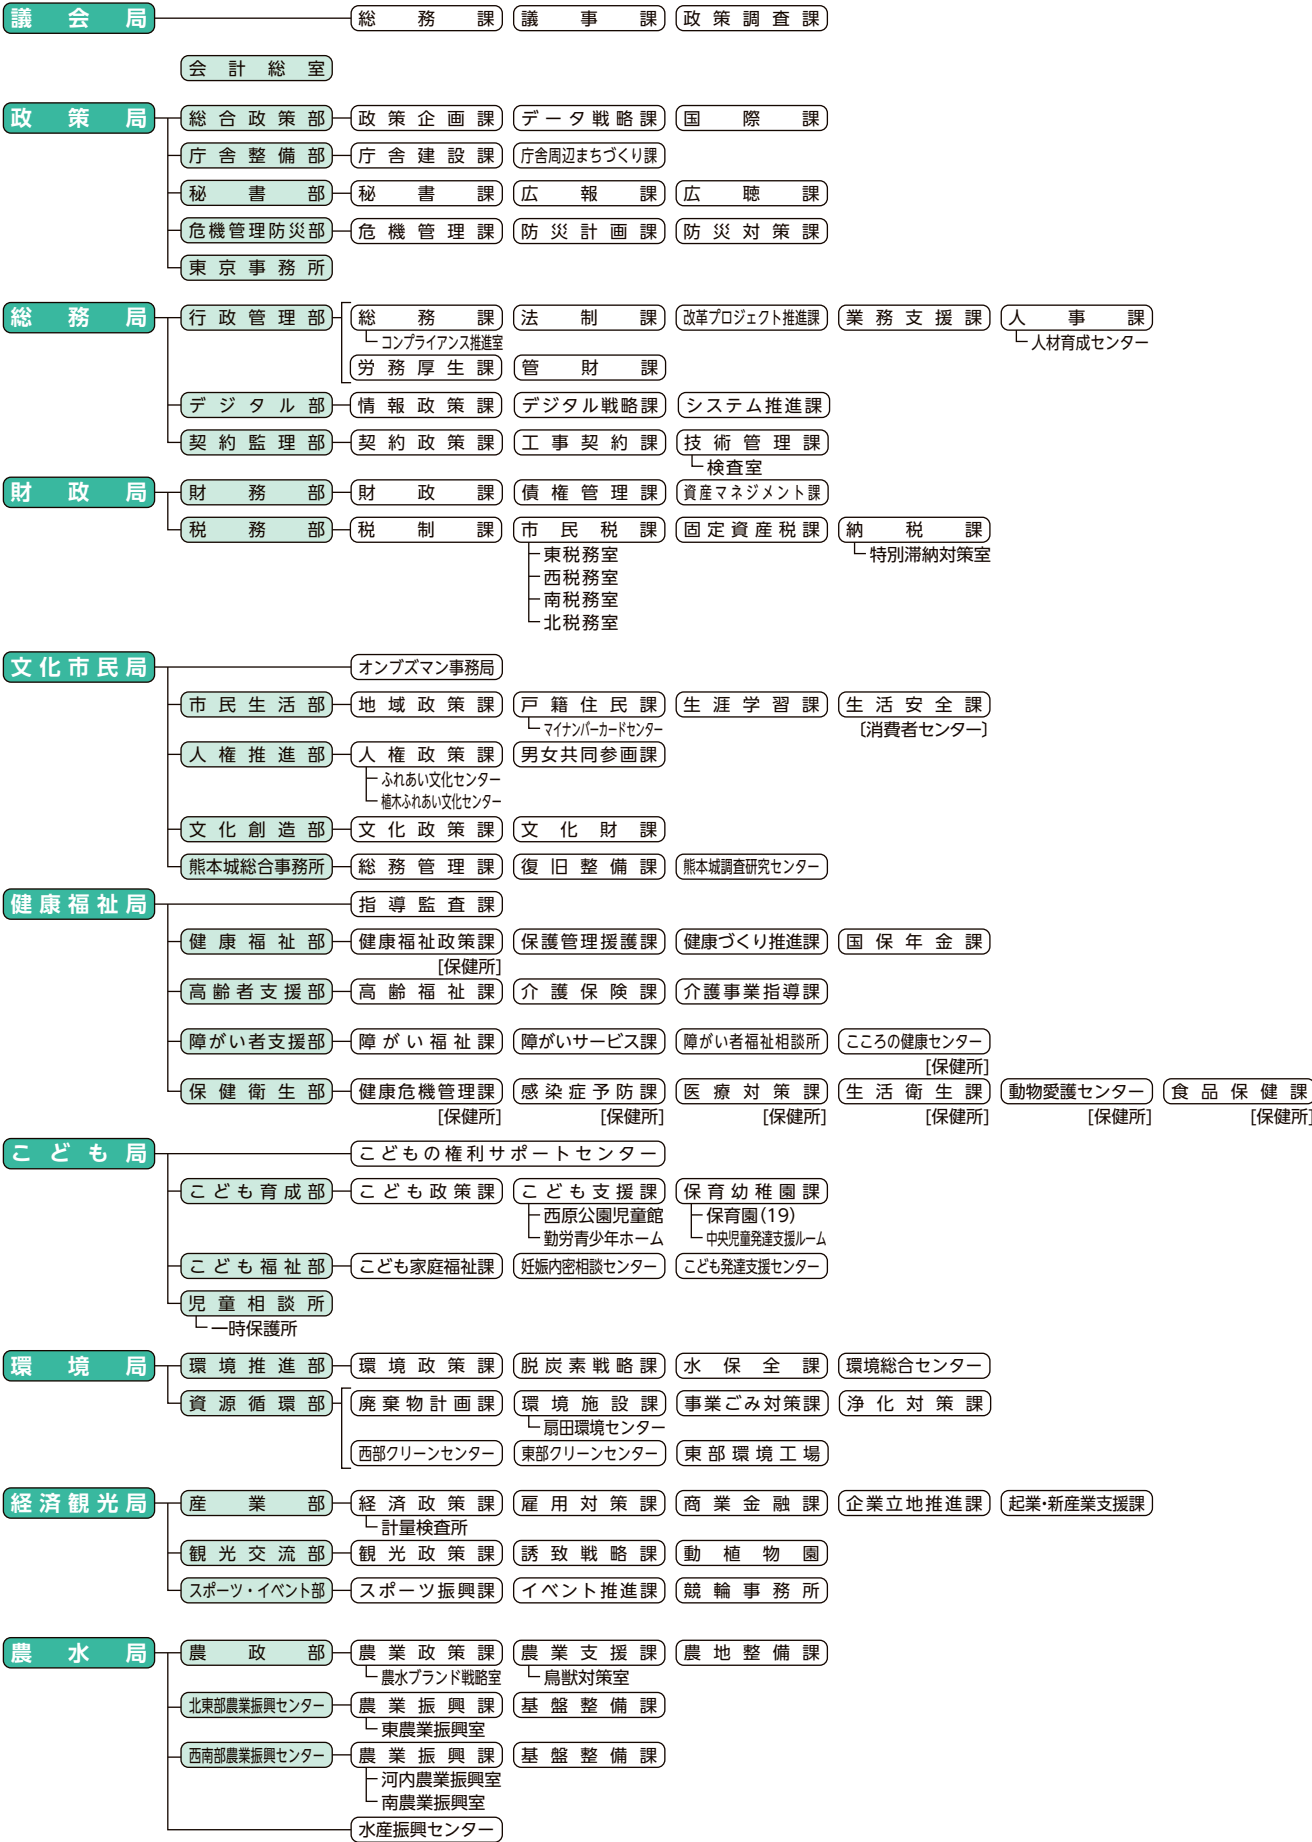 議会局 総務課 議事課 政策調査課
会計総室
政策局 総合政策部 政策企画課 データ戦略課 国際課
庁舎整備部 庁舎建設課 庁舎周辺まちづくり課
秘書部 秘書課 広報課 広聴課
危機管理防災部 危機管理課 防災計画課 防災対策課
東京事務所
総務局 行政管理部 総務課 法制課 改革プロジェクト推進課 業務支援課 人事課
コンプライアンス推進室 人材育成センター
労務厚生課 管財課
デジタル部 情報政策課 デジタル戦略課 システム推進課
契約監理部 契約政策課 工事契約課 技術管理課
検査室
財政局 財務部 財政課 債権管理課 資産マネジメント課
税務部 税制課 市民税課 固定資産税課 納税課
東税務室 特別滞納対策室
西税務室
南税務室
北税務室
文化市民局 オンブズマン事務局
市民生活部 地域政策課 戸籍住民課 生涯学習課 生活安全課
マイナンバーカードセンター 〔消費者センター〕
人権推進部 人権政策課 男女共同参画課
ふれあい文化センター
植木ふれあい文化センター
文化創造部 文化政策課 文化財課
熊本城総合事務所 総務管理課 復旧整備課 熊本城調査研究センター
健康福祉局 指導監査課
健康福祉部 健康福祉政策課 保護管理援護課 健康づくり推進課 国保年金課
[保健所]
高齢者支援部 高齢福祉課 介護保険課 介護事業指導課
障がい者支援部 障がい福祉課 障がいサービス課 障がい者福祉相談所 こころの健康センター
[保健所]
保健衛生部 健康危機管理課 感染症予防課 医療対策課 生活衛生課 動物愛護センター 食品保健課
[保健所] [保健所] [保健所] [保健所] [保健所] [保健所]
こども局 こどもの権利サポートセンター
こども育成部 こども政策課 こども支援課 保育幼稚園課
西原公園児童館 保育園(19)
勤労青少年ホーム 中央児童発達支援ルーム
こども福祉部 こども家庭福祉課 妊娠内密相談センター こども発達支援センター
児童相談所
一時保護所
環境局 環境推進部 環境政策課 脱炭素戦略課 水保全課 環境総合センター
資源循環部 廃棄物計画課 環境施設課 事業ごみ対策課 浄化対策課
扇田環境センター
西部クリーンセンター 東部クリーンセンター 東部環境工場
経済観光局 産業部 経済政策課 雇用対策課 商業金融課 企業立地推進課 起業・新産業支援課
計量検査所
観光交流部 観光政策課 誘致戦略課 動植物園
スポーツ・イベント部 スポーツ振興課 イベント推進課 競輪事務所
農水局 農政部 農業政策課 農業支援課 農地整備課
農水ブランド戦略室 鳥獣対策室
北東部農業振興センター 農業振興課 基盤整備課
東農業振興室
西南部農業振興センター 農業振興課 基盤整備課
河内農業振興室
南農業振興室
水産振興センター